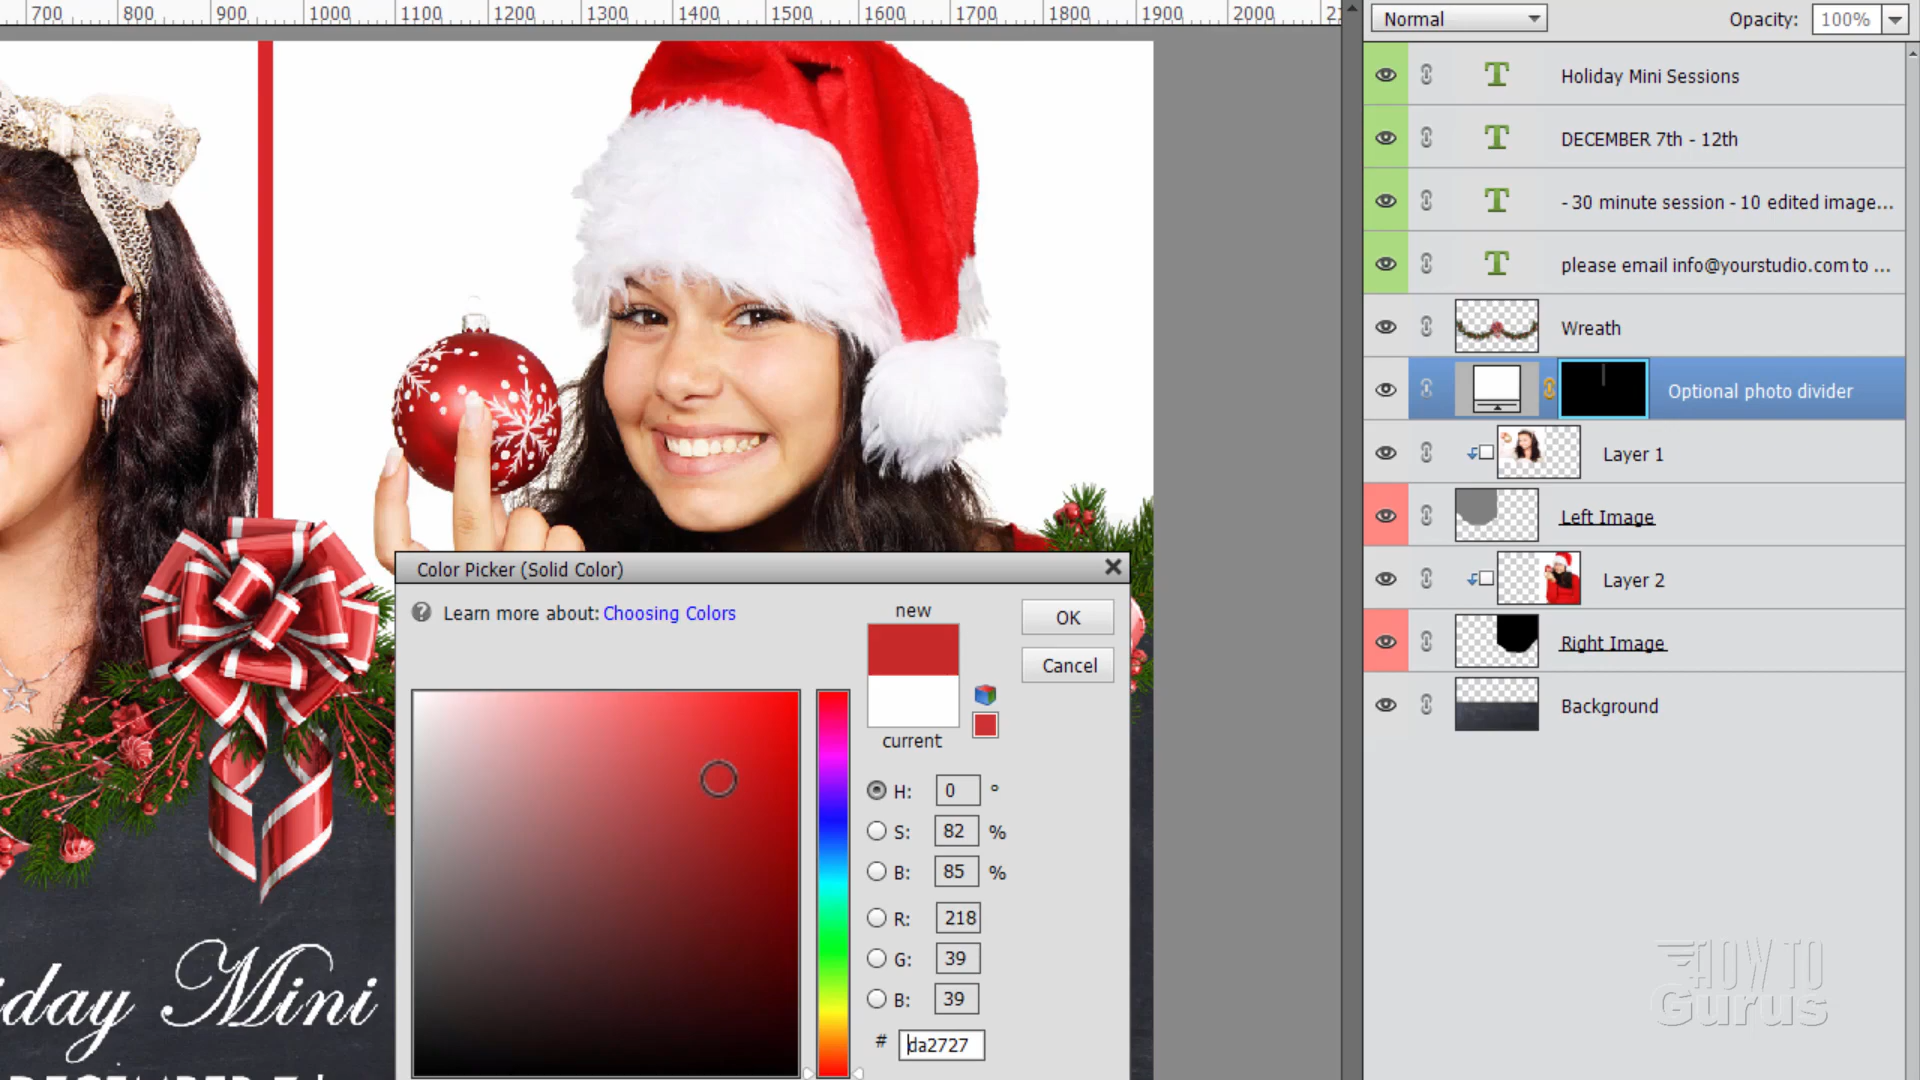 700 800 900 1000 1100 1200 1300 1400 1500 1600 1700 1800 1900 2000
Normal
Opacity: 100%
Holiday Mini Sessions
DECEMBER 7th - 12th
- 30 minute session - 10 edited image...
please email info@yourstudio.com to ...
Wreath
Optional photo divider
Layer 1
Left Image
Layer 2
Right Image
Background
Color Picker (Solid Color)
? Learn more about: Choosing Colors
new
current
OK
Cancel
H: 0 °
S: 82 %
B: 85 %
R: 218
G: 39
B: 39
# da2727
iday Mini
HOW TO
Gurus